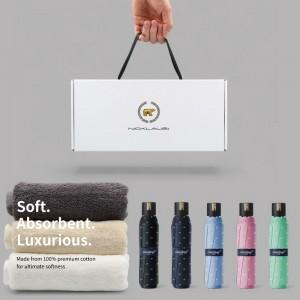 NICKLAUS
Soft.
Absorbent.
Luxurious.
Made from 100% premium cotton
for ultimate softness